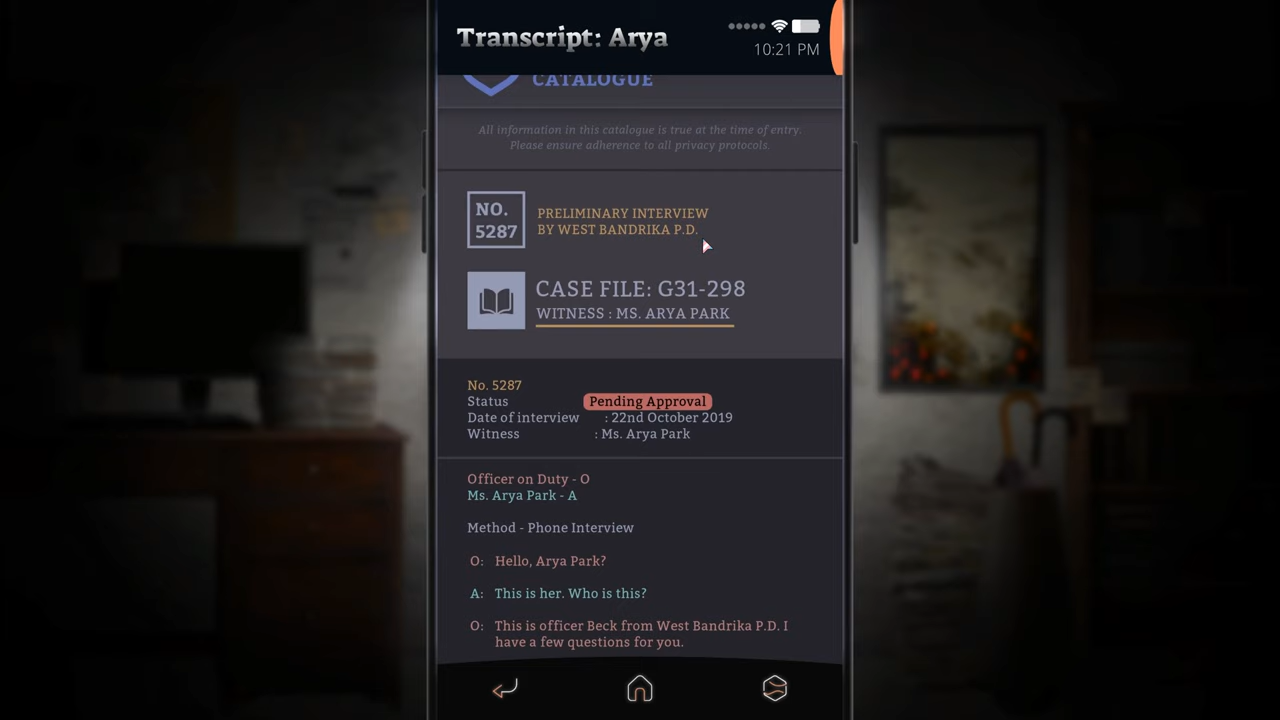 Transcript: Arya
10:21 PM
CATALOGUE
All information in this catalogue is true at the time of entry.
Please ensure adherence to all privacy protocols.
NO.
5287
PRELIMINARY INTERVIEW
BY WEST BANDRIKA P.D.
CASE FILE: G31-298
WITNESS : MS. ARYA PARK
No. 5287
Status Pending Approval
Date of interview : 22nd October 2019
Witness : Ms. Arya Park
Officer on Duty - O
Ms. Arya Park - A
Method - Phone Interview
O: Hello, Arya Park?
A: This is her. Who is this?
O: This is officer Beck from West Bandrika P.D. I
have a few questions for you.